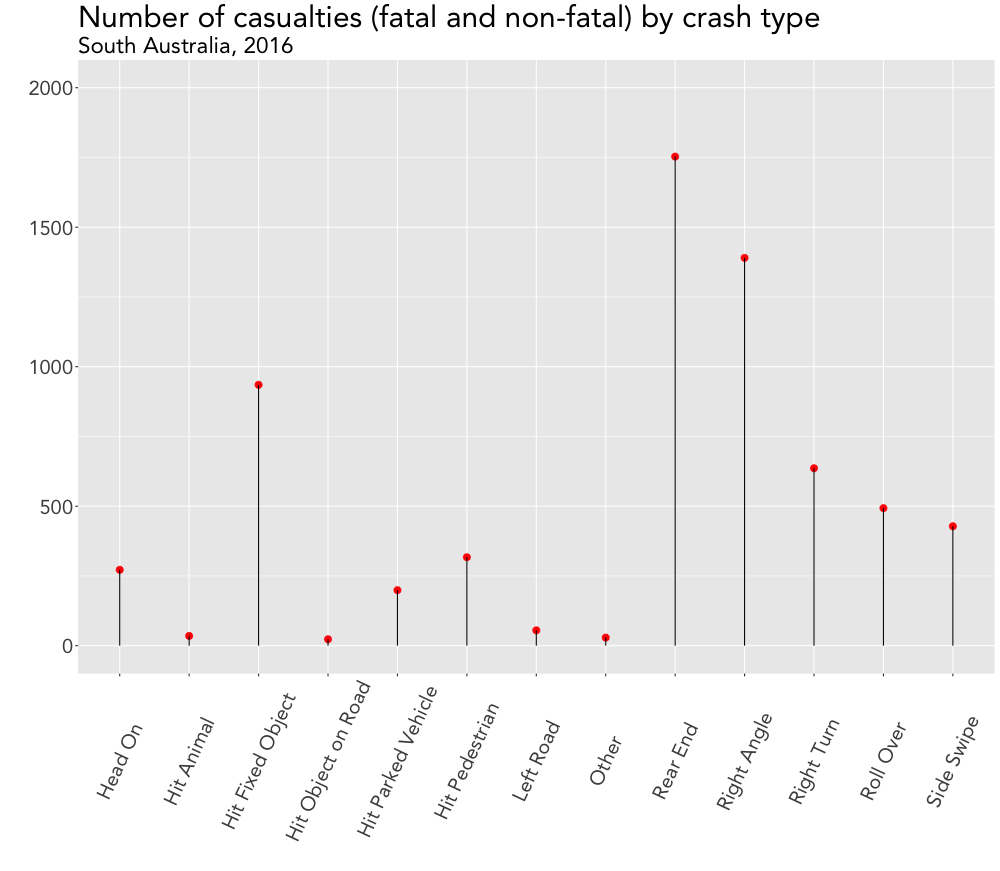 Number of casualties (fatal and non-fatal) by crash type
South Australia, 2016
2000
1500
1000
500
0
Head On
Hit Animal
Hit Fixed Object
Hit Object on Road
Hit Parked Vehicle
Hit Pedestrian
Left Road
Other
Rear End
Right Angle
Right Turn
Roll Over
Side Swipe